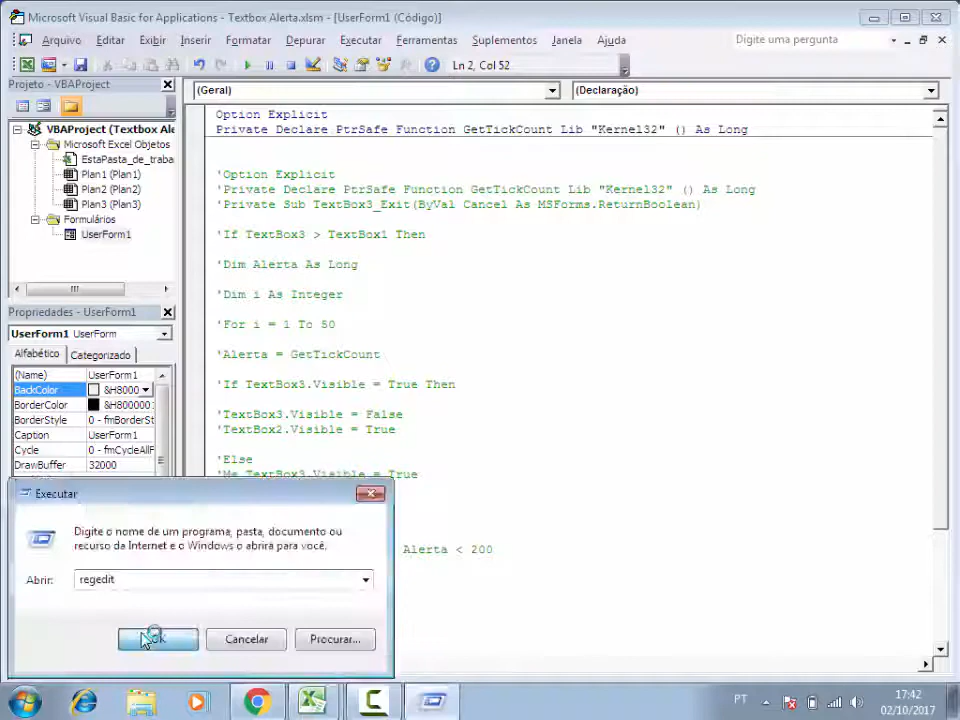 Microsoft Visual Basic for Applications - Textbox Alerta.xlsm - [UserForm1 (Código)]
Arquivo Editar Exibir Inserir Formatar Depurar Executar Ferramentas Suplementos Janela Ajuda Digite uma pergunta
Ln 2, Col 52
Projeto - VBAProject
(Geral) (Declaração)
VBAProject (Textbox Ale
Microsoft Excel Objetos
EstaPasta_de_traba
Plan1 (Plan1)
Plan2 (Plan2)
Plan3 (Plan3)
Formulários
UserForm1
Option Explicit
Private Declare PtrSafe Function GetTickCount Lib "Kernel32" () As Long
'Option Explicit
'Private Declare PtrSafe Function GetTickCount Lib "Kernel32" () As Long
'Private Sub TextBox3_Exit(ByVal Cancel As MSForms.ReturnBoolean)
'If TextBox3 > TextBox1 Then
'Dim Alerta As Long
'Dim i As Integer
'For i = 1 To 50
'Alerta = GetTickCount
'If TextBox3.Visible = True Then
'TextBox3.Visible = False
'TextBox2.Visible = True
'Else
'Me TextBox3.Visible = True
Alerta < 200
Propriedades - UserForm1
UserForm1 UserForm
Alfabético Categorizado
(Name) UserForm1
BackColor &H8000
BorderColor &H800001
BorderStyle 0 - fmBorderSt
Caption UserForm1
Cycle 0 - fmCycleAllF
DrawBuffer 32000
Executar
Digite o nome de um programa, pasta, documento ou
recurso da Internet e o Windows o abrirá para você.
Abrir: regedit
OK Cancelar Procurar...
PT
17:42
02/10/2017